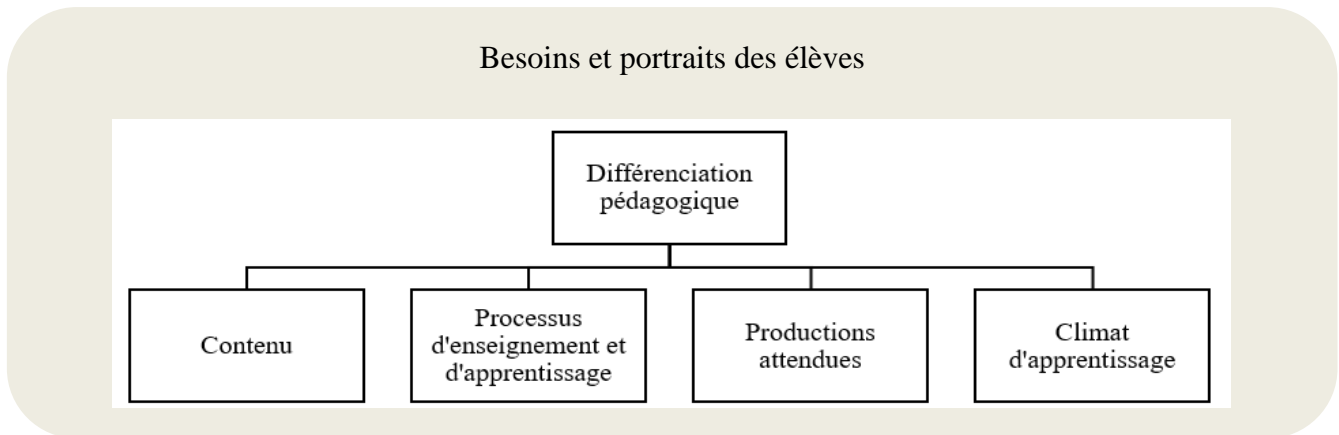 Besoins et portraits des élèves
Différenciation
pédagogique
Contenu
Processus
d'enseignement et
d'apprentissage
Productions
attendues
Climat
d'apprentissage